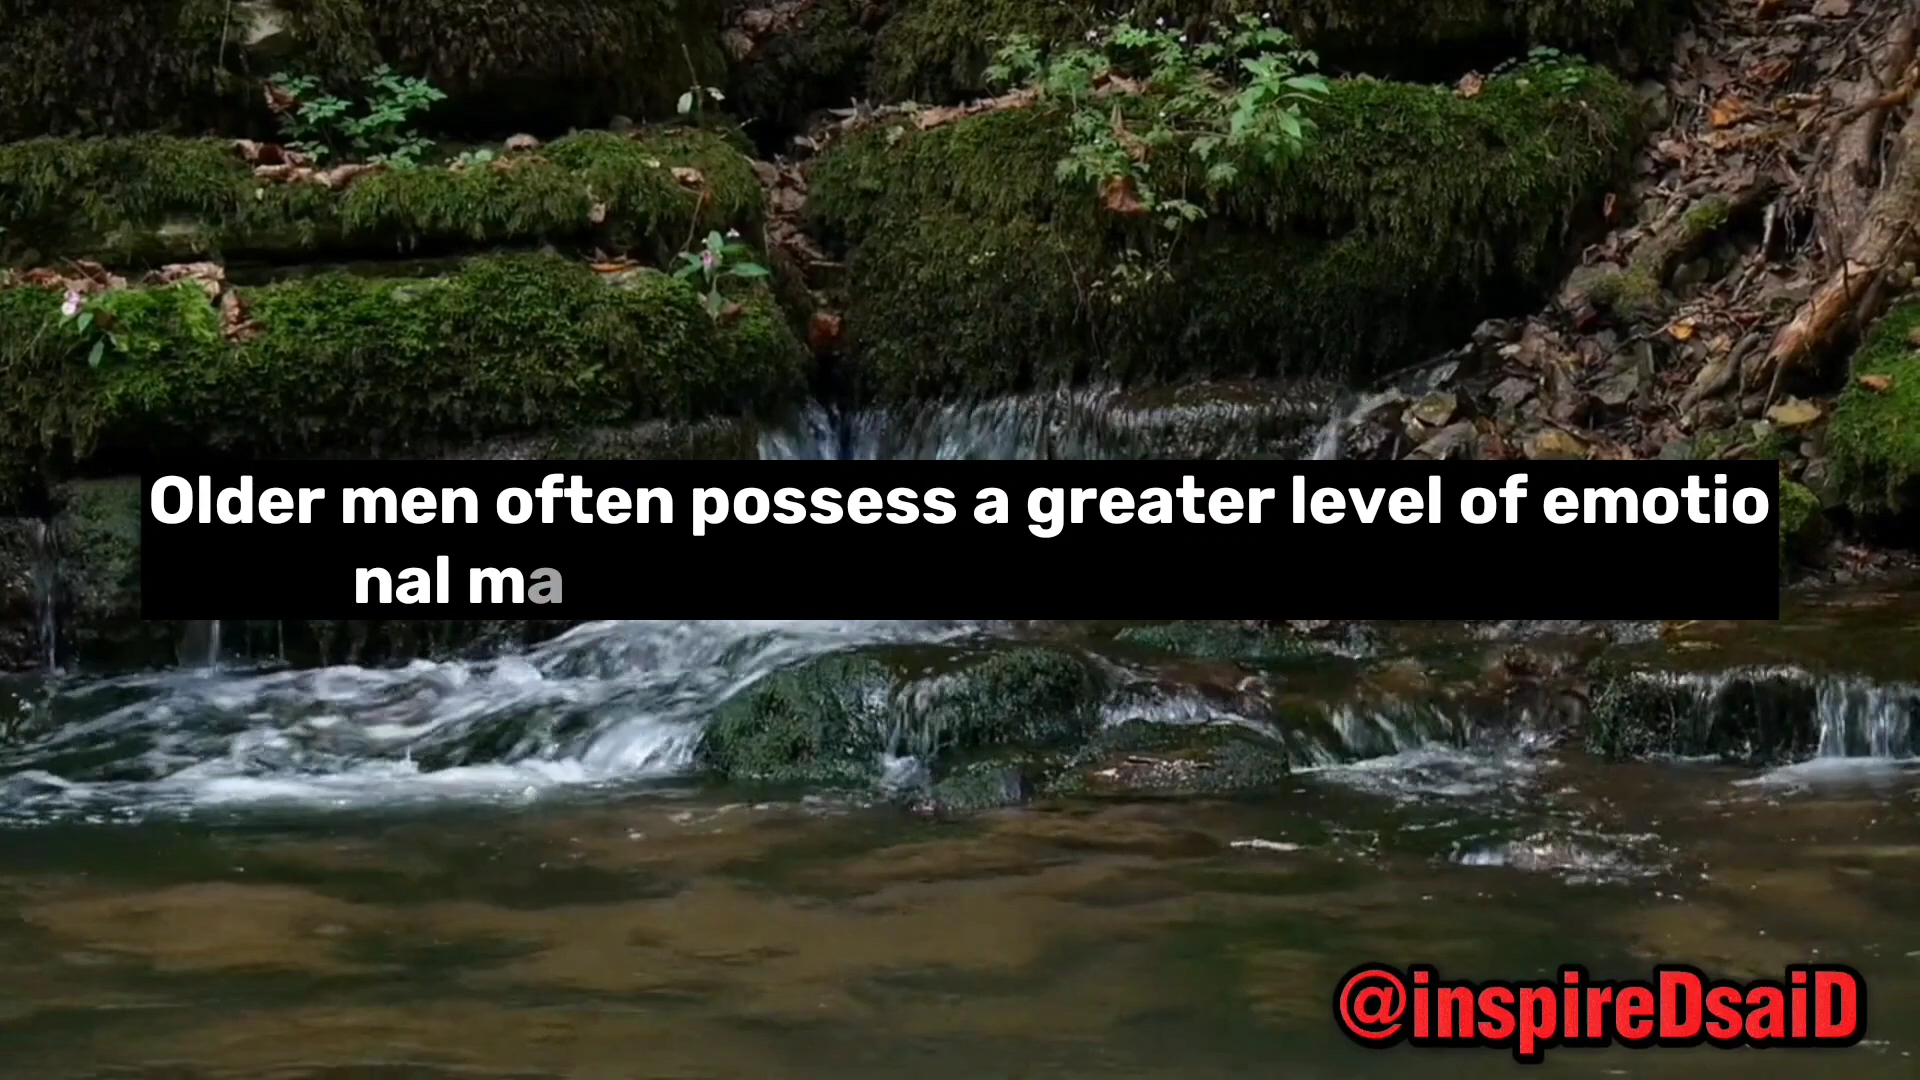 Older men often possess a greater level of emotio
nal ma
@inspireDsaiD